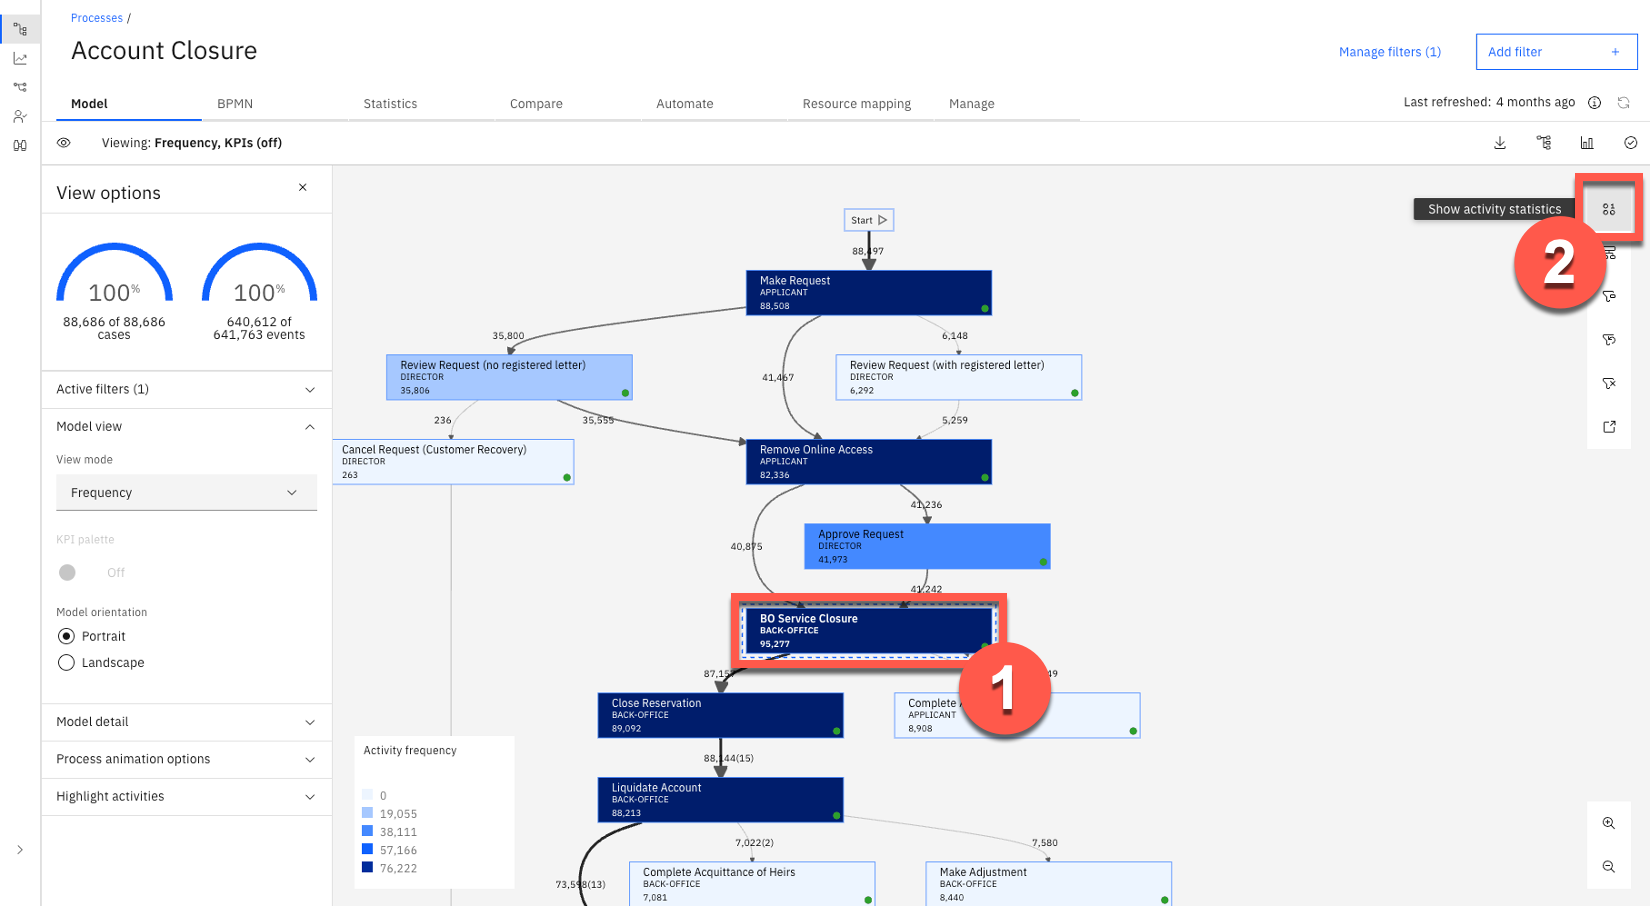 Processes /
Account Closure
Manage filters (1)
Add filter +
Model
BPMN
Statistics
Compare
Automate
Resource mapping
Manage
Last refreshed: 4 months ago
Viewing: Frequency, KPIs (off)
View options
100%
88,686 of 88,686
cases
100%
640,612 of
641,763 events
Active filters (1)
Model view
View mode
Frequency
KPI palette
Off
Model orientation
Portrait
Landscape
Model detail
Process animation options
Highlight activities
Show activity statistics
2
Start
88,497
Make Request
APPLICANT
88,508
35,800
41,467
6,148
Review Request (no registered letter)
DIRECTOR
35,806
Review Request (with registered letter)
DIRECTOR
6,292
236
35,555
5,259
Cancel Request (Customer Recovery)
DIRECTOR
263
Remove Online Access
APPLICANT
82,336
41,236
40,875
Approve Request
DIRECTOR
41,973
41,242
BO Service Closure
BACK-OFFICE
95,277
1
Close Reservation
BACK-OFFICE
89,092
Complete
APPLICANT
8,908
88,144(15)
Liquidate Account
BACK-OFFICE
88,213
7,022(2)
7,580
73,598(13)
Complete Acquittance of Heirs
BACK-OFFICE
7,081
Make Adjustment
BACK-OFFICE
8,440
Activity frequency
0
19,055
38,111
57,166
76,222